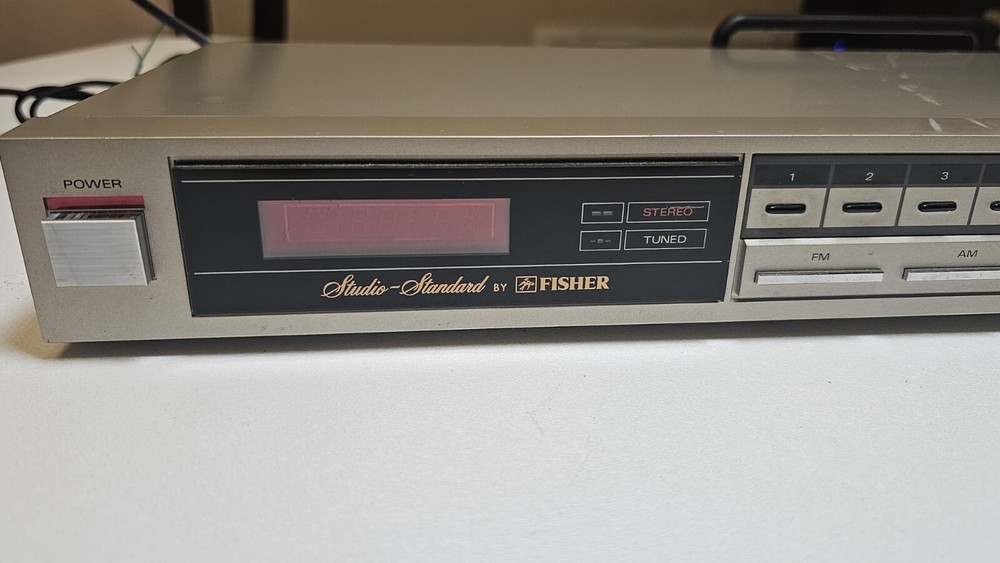 POWER
STEREO
TUNED
Studio-Standard BY FISHER
1 2 3
FM AM